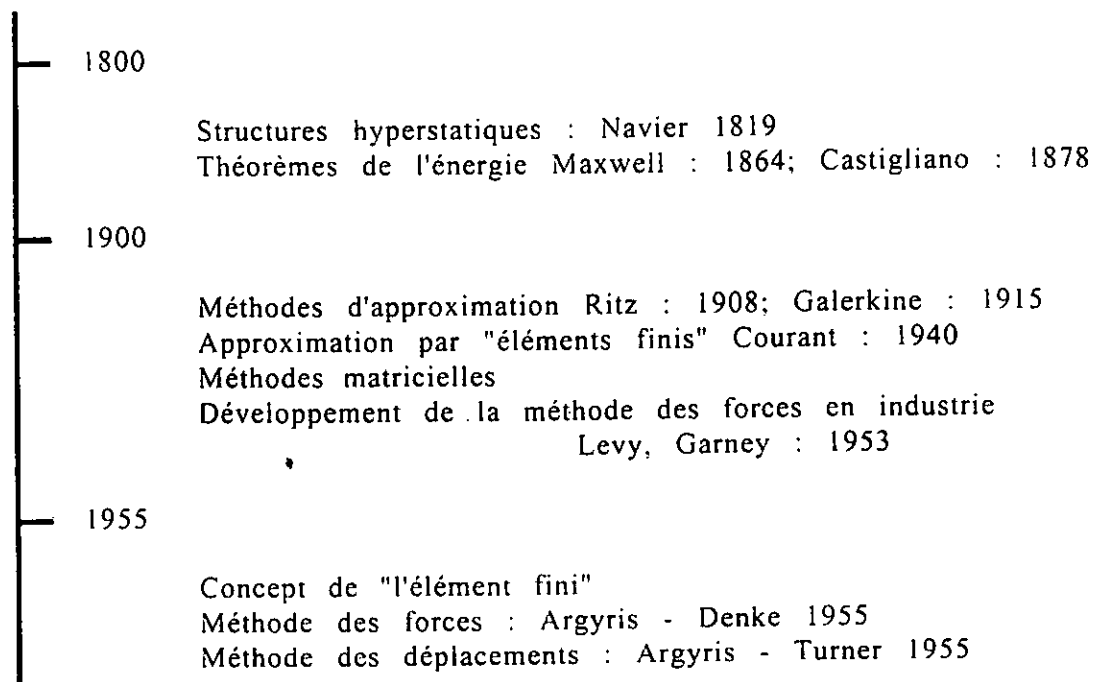 1800
Structures hyperstatiques : Navier 1819
Théorèmes de l'énergie Maxwell : 1864; Castigliano : 1878
1900
Méthodes d'approximation Ritz : 1908; Galerkine : 1915
Approximation par "éléments finis" Courant : 1940
Méthodes matricielles
Développement de la méthode des forces en industrie
Levy, Garney : 1953
1955
Concept de "l'élément fini"
Méthode des forces : Argyris - Denke 1955
Méthode des déplacements : Argyris - Turner 1955